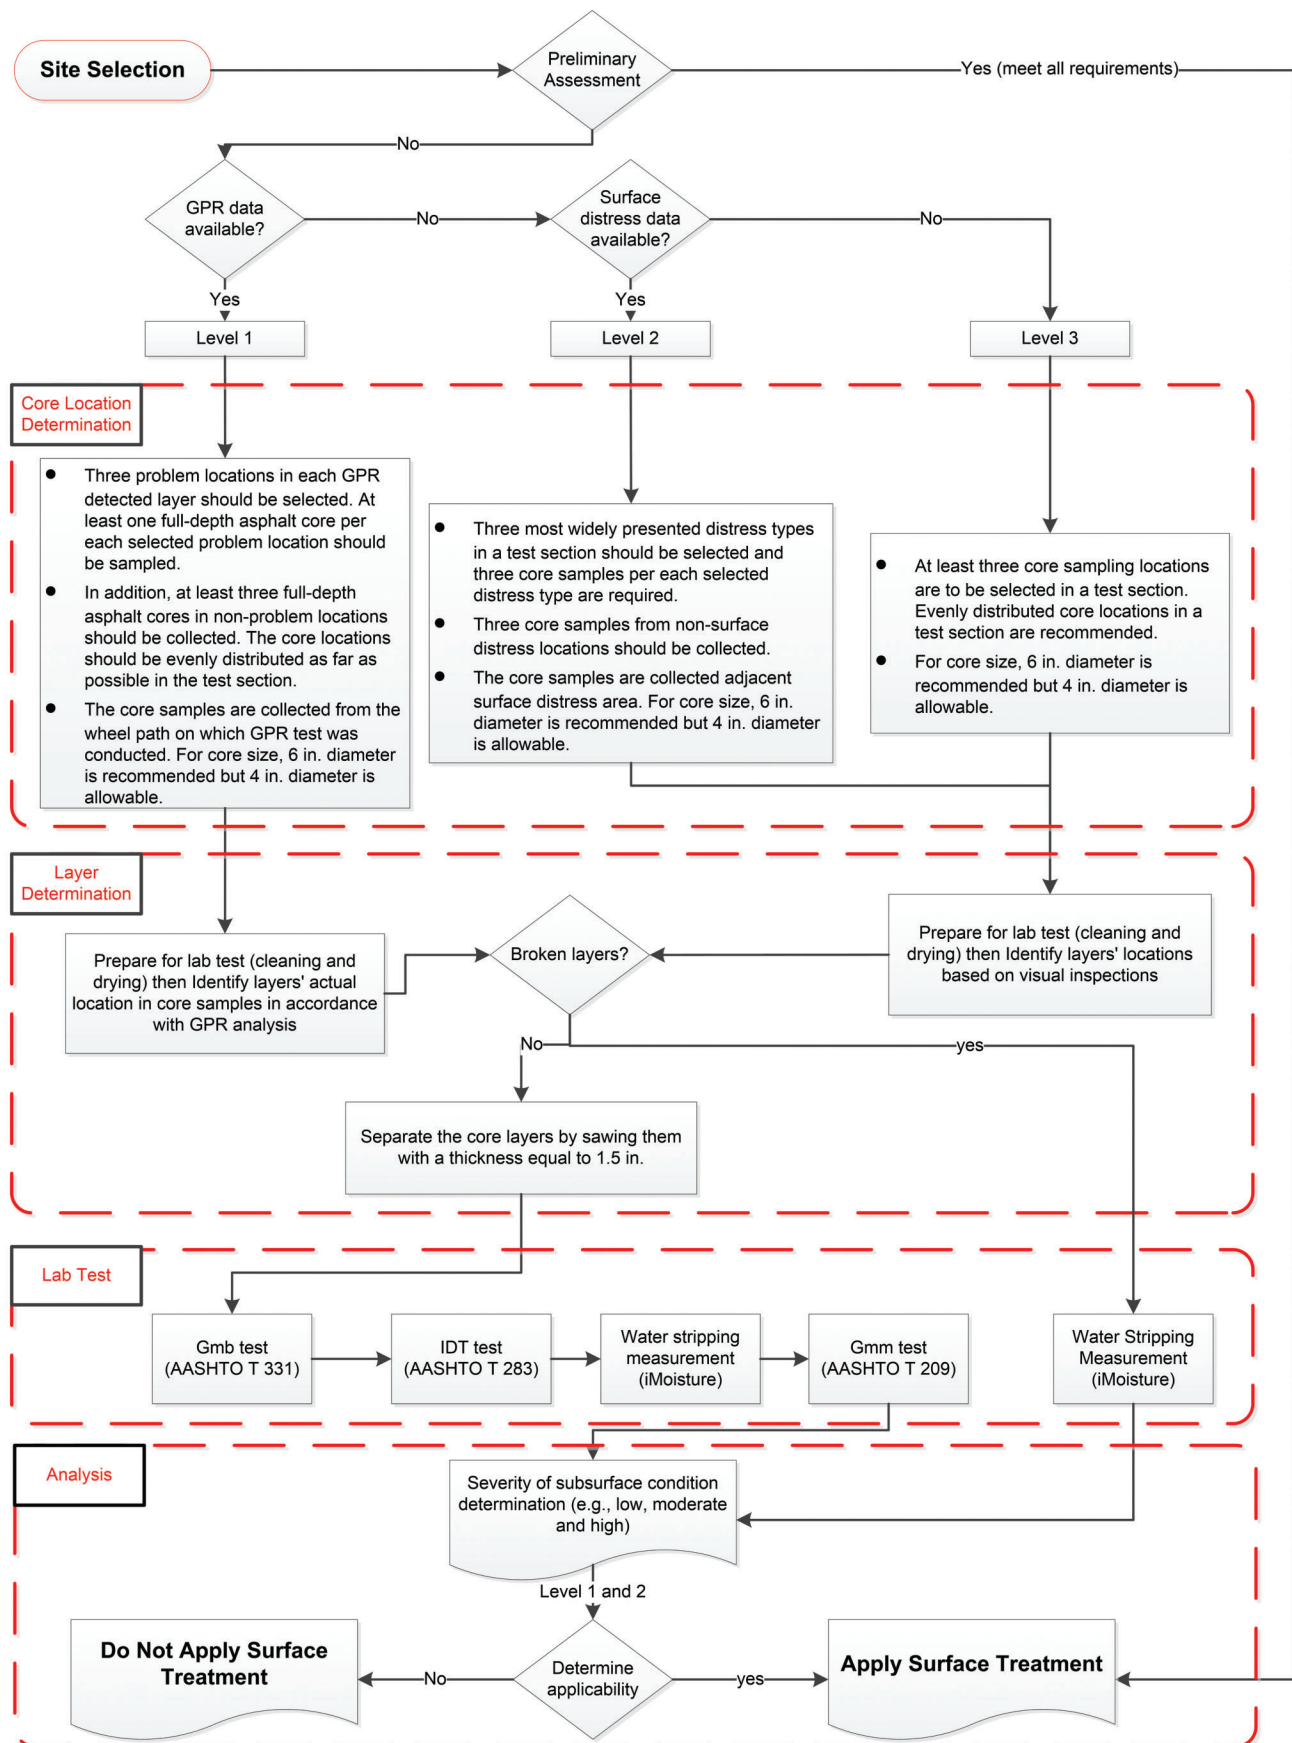 Site Selection
Preliminary
Assessment
Yes (meet all requirements)
No
GPR data
available?
No
Surface
distress data
available?
No
Yes
Yes
Level 1
Level 2
Level 3
Core Location
Determination
● Three problem locations in each GPR
detected layer should be selected. At
least one full-depth asphalt core per
each selected problem location should
be sampled.
● In addition, at least three full-depth
asphalt cores in non-problem locations
should be collected. The core locations
should be evenly distributed as far as
possible in the test section.
● The core samples are collected from the
wheel path on which GPR test was
conducted. For core size, 6 in. diameter
is recommended but 4 in. diameter is
allowable.
● Three most widely presented distress types
in a test section should be selected and
three core samples per each selected
distress type are required.
● Three core samples from non-surface
distress locations should be collected.
● The core samples are collected adjacent
surface distress area. For core size, 6 in.
diameter is recommended but 4 in. diameter
is allowable.
● At least three core sampling locations
are to be selected in a test section.
Evenly distributed core locations in a
test section are recommended.
● For core size, 6 in. diameter is
recommended but 4 in. diameter is
allowable.
Layer
Determination
Prepare for lab test (cleaning and
drying) then Identify layers' actual
location in core samples in accordance
with GPR analysis
Broken layers?
Prepare for lab test (cleaning and
drying) then Identify layers' locations
based on visual inspections
No
yes
Separate the core layers by sawing them
with a thickness equal to 1.5 in.
Lab Test
Gmb test
(AASHTO T 331)
IDT test
(AASHTO T 283)
Water stripping
measurement
(iMoisture)
Gmm test
(AASHTO T 209)
Water Stripping
Measurement
(iMoisture)
Analysis
Severity of subsurface condition
determination (e.g., low, moderate
and high)
Level 1 and 2
Do Not Apply Surface
Treatment
No
Determine
applicability
yes
Apply Surface Treatment